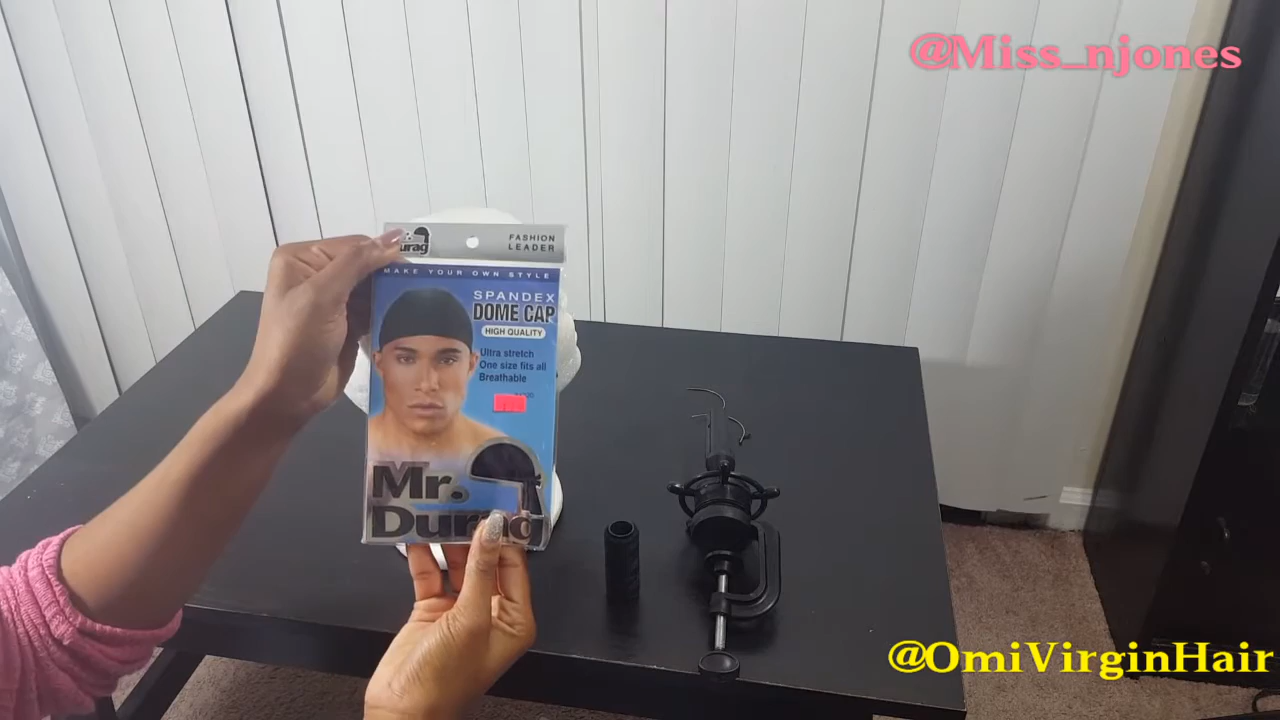 @Miss_njones
FASHION
LEADER
MAKE YOUR OWN STYLE
SPANDEX
DOME CAP
HIGH QUALITY
Ultra stretch
One size fits all
Breathable
Mr.
Durag
@OmiVirginHair